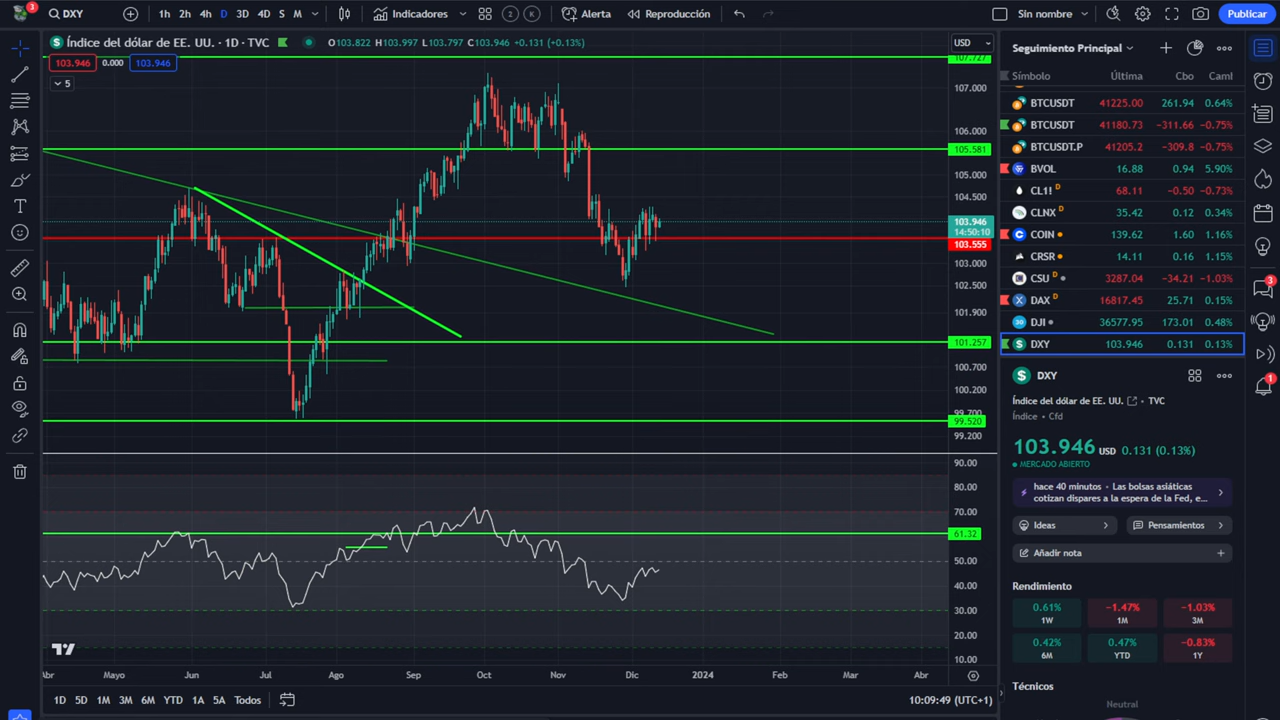 3
DXY
1h 2h 4h D 3D 4D S M
Indicadores
2 K
Alerta
Reproducción
Sin nombre
Publicar
Índice del dólar de EE. UU. · 1D · TVC
O103.822 H103.997 L103.797 C103.946 +0.131 (+0.13%)
103.946 0.000 103.946
5
USD
107.727
107.000
106.000
105.581
105.000
104.500
103.946
14:50:10
103.555
103.000
102.500
101.900
101.257
100.700
100.200
99.700
99.520
99.200
90.00
80.00
70.00
61.32
50.00
40.00
30.00
20.00
10.00
Abr Mayo Jun Jul Ago Sep Oct Nov Dic 2024 Feb Mar Abr
1D 5D 1M 3M 6M YTD 1A 5A Todos
10:09:49 (UTC+1)
Seguimiento Principal
Símbolo Última Cbo Caml
BTCUSDT 41225.00 261.94 0.64%
BTCUSDT 41180.73 −311.66 −0.75%
BTCUSDT.P 41205.2 −309.8 −0.75%
BVOL 16.88 0.94 5.90%
CL1! D 68.11 −0.50 −0.73%
CLNX 35.42 0.12 0.34%
COIN 139.62 1.60 1.16%
CRSR 14.11 0.16 1.15%
CSU D 3287.04 −34.21 −1.03%
DAX D 16817.45 25.71 0.15%
DJI 36577.95 173.01 0.48%
DXY 103.946 0.131 0.13%
DXY
Índice del dólar de EE. UU. · TVC
Índice · Cfd
103.946 USD 0.131 (0.13%)
MERCADO ABIERTO
hace 40 minutos · Las bolsas asiáticas
cotizan dispares a la espera de la Fed, e...
Ideas
Pensamientos
Añadir nota
Rendimiento
0.61% −1.47% −1.03%
1W 1M 3M
0.42% 0.47% −0.83%
6M YTD 1Y
Técnicos
Neutral
3
1